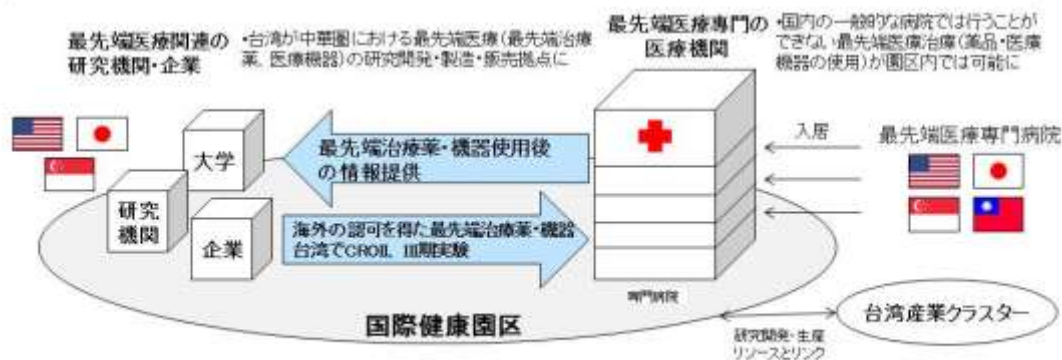 最先端医療関連の
研究機関・企業
・台湾が中華圏における最先端医療(最先端治療
薬、医療機器)の研究開発・製造・販売拠点に
最先端医療専門の
医療機関
・国内の一般的な病院では行うことが
できない最先端医療治療(薬品・医療
機器の使用)が園区内では可能に
大学
研究
機関
企業
最先端治療薬・機器使用後
の情報提供
海外の認可を得た最先端治療薬・機器
台湾でCROII、III期実験
入居
最先端医療専門病院
専門病院
国際健康園区
台湾産業クラスター
研究開発・生産
リソースとリンク